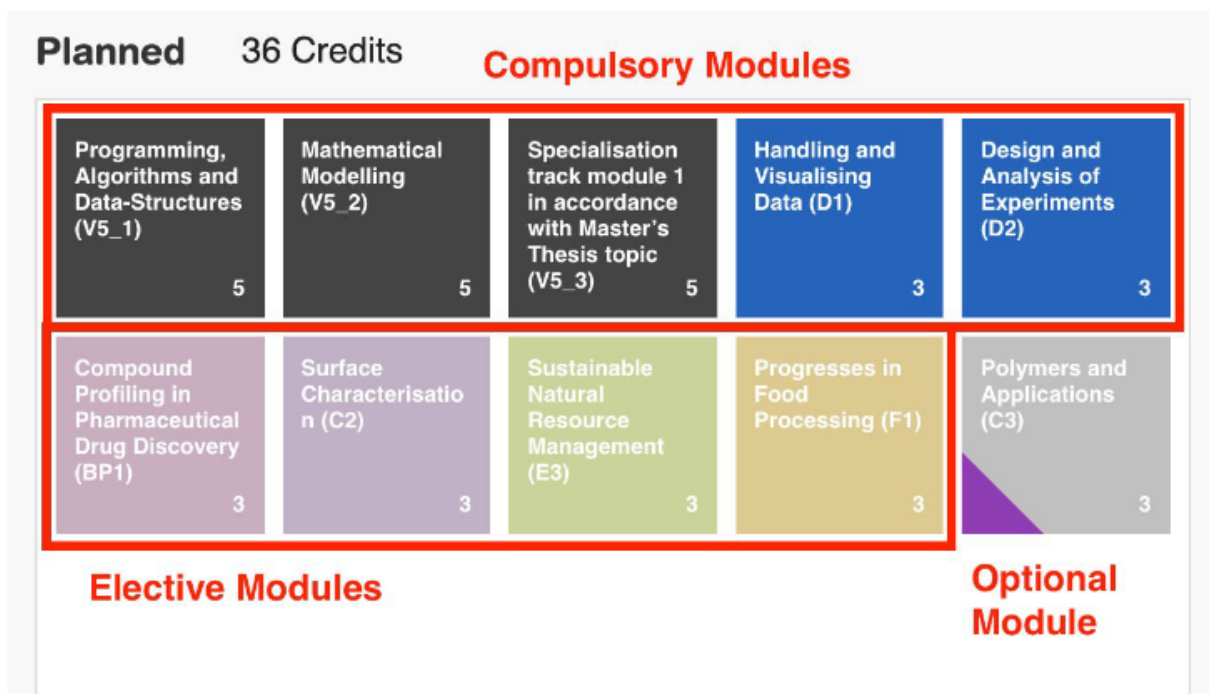 Planned 36 Credits
Compulsory Modules
Programming,
Algorithms and
Data-Structures
(V5_1)
5
Mathematical
Modelling
(V5_2)
5
Specialisation
track module 1
in accordance
with Master's
Thesis topic
(V5_3)
5
Handling and
Visualising
Data (D1)
3
Design and
Analysis of
Experiments
(D2)
3
Compound
Profiling in
Pharmaceutical
Drug Discovery
(BP1)
3
Surface
Characterisatio
n (C2)
3
Sustainable
Natural
Resource
Management
(E3)
3
Progresses in
Food
Processing (F1)
3
Polymers and
Applications
(C3)
3
Elective Modules
Optional
Module